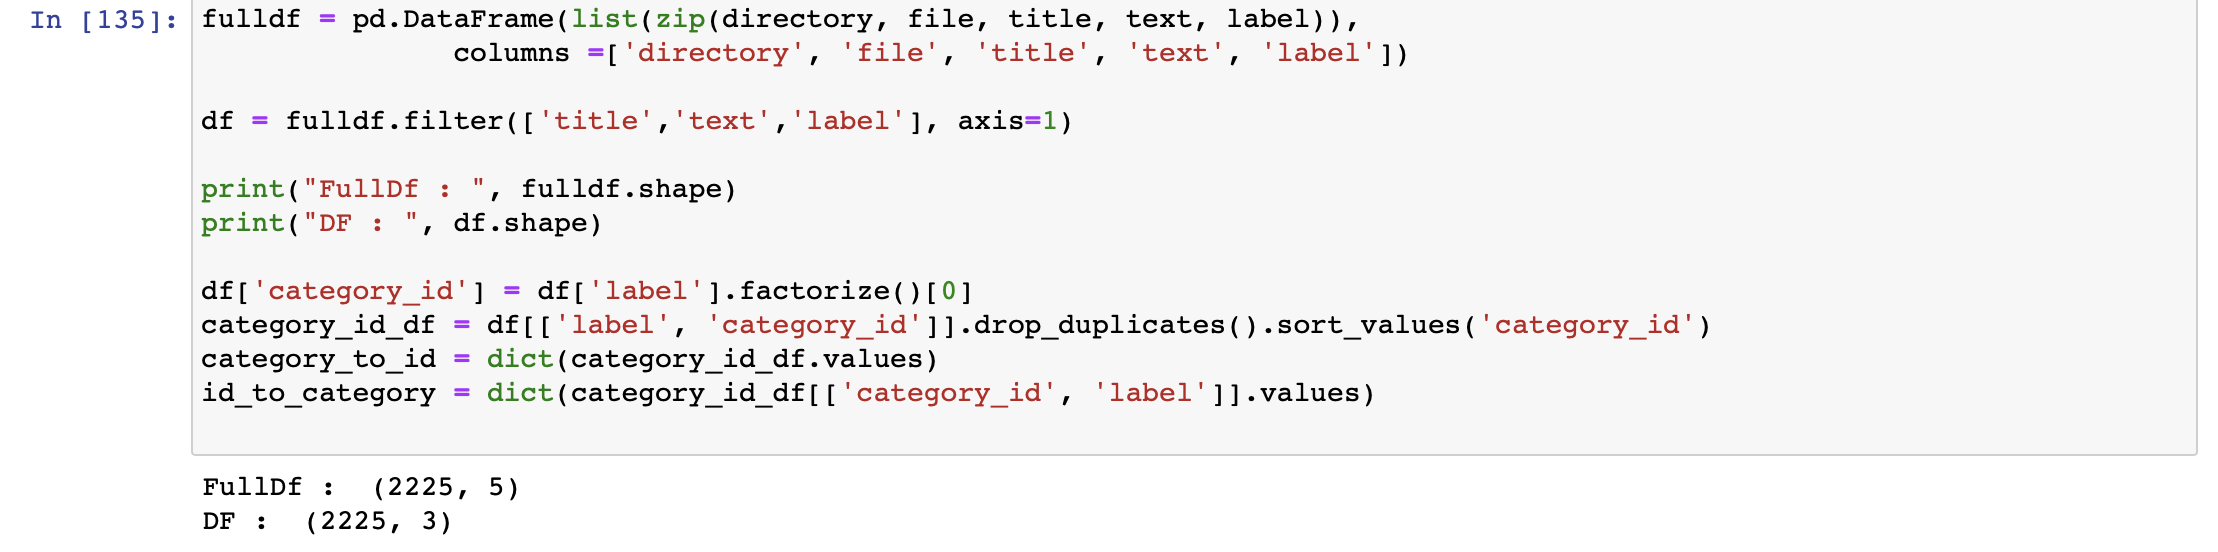 In [135]: fulldf = pd.DataFrame(list(zip(directory, file, title, text, label)),
               columns =['directory', 'file', 'title', 'text', 'label'])

df = fulldf.filter(['title','text','label'], axis=1)

print("FullDf : ", fulldf.shape)
print("DF : ", df.shape)

df['category_id'] = df['label'].factorize()[0]
category_id_df = df[['label', 'category_id']].drop_duplicates().sort_values('category_id')
category_to_id = dict(category_id_df.values)
id_to_category = dict(category_id_df[['category_id', 'label']].values)

FullDf :  (2225, 5)
DF :  (2225, 3)